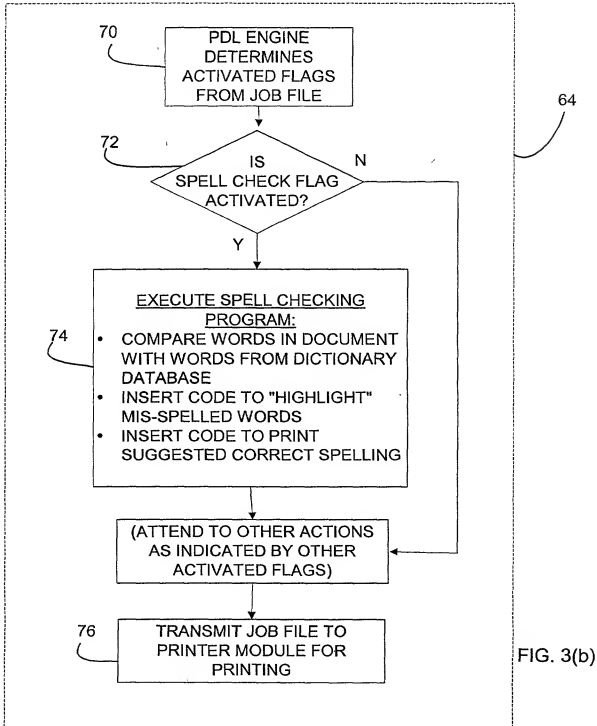 70
PDL ENGINE
DETERMINES
ACTIVATED FLAGS
FROM JOB FILE
64
72
IS
SPELL CHECK FLAG
ACTIVATED?
N
Y
74
EXECUTE SPELL CHECKING
PROGRAM:
• COMPARE WORDS IN DOCUMENT
WITH WORDS FROM DICTIONARY
DATABASE
• INSERT CODE TO "HIGHLIGHT"
MIS-SPELLED WORDS
• INSERT CODE TO PRINT
SUGGESTED CORRECT SPELLING
(ATTEND TO OTHER ACTIONS
AS INDICATED BY OTHER
ACTIVATED FLAGS)
76
TRANSMIT JOB FILE TO
PRINTER MODULE FOR
PRINTING
FIG. 3(b)